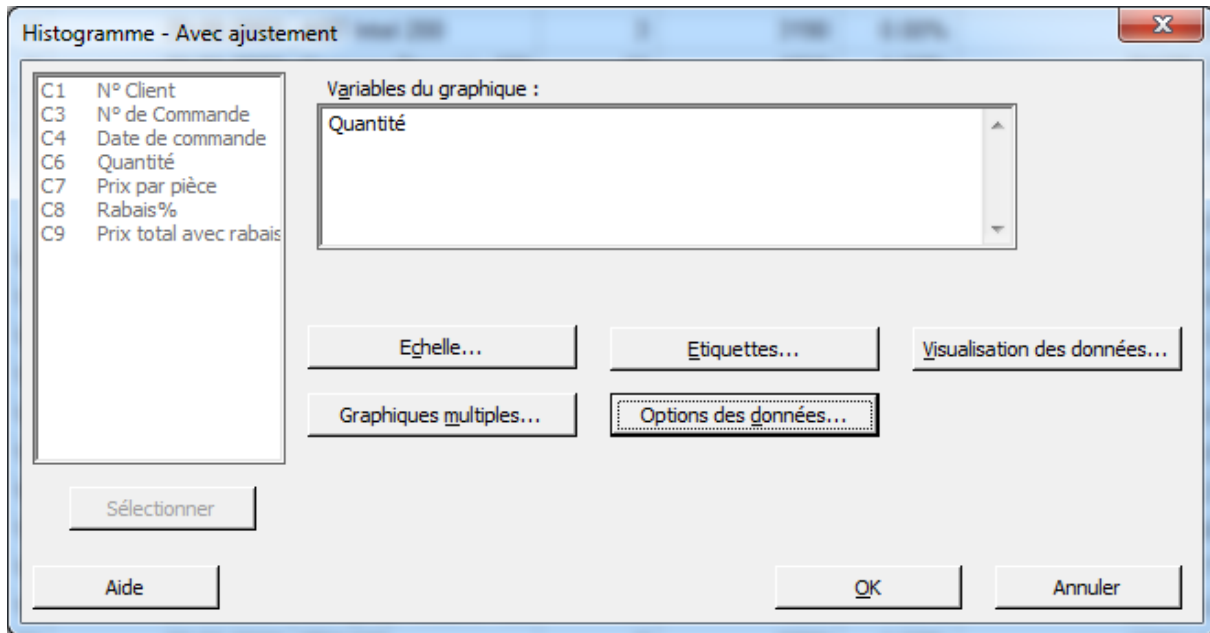 Histogramme - Avec ajustement
C1 N° Client
C3 N° de Commande
C4 Date de commande
C6 Quantité
C7 Prix par pièce
C8 Rabais%
C9 Prix total avec rabais
Variables du graphique :
Quantité
Echelle...
Etiquettes...
Visualisation des données...
Graphiques multiples...
Options des données...
Sélectionner
Aide
OK
Annuler